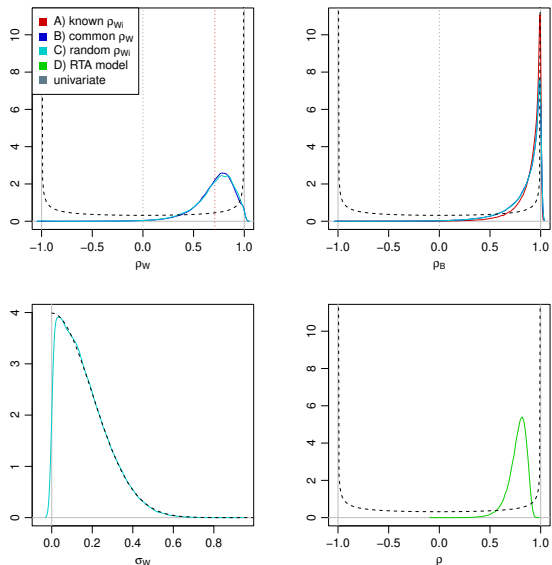 A) known ρWi
B) common ρW
C) random ρWi
D) RTA model
univariate
0 2 4 6 8 10
−1.0 −0.5 0.0 0.5 1.0
ρW
0 2 4 6 8 10
−1.0 −0.5 0.0 0.5 1.0
ρB
0 1 2 3 4
0.0 0.2 0.4 0.6 0.8
σW
0 2 4 6 8 10
−1.0 −0.5 0.0 0.5 1.0
ρ